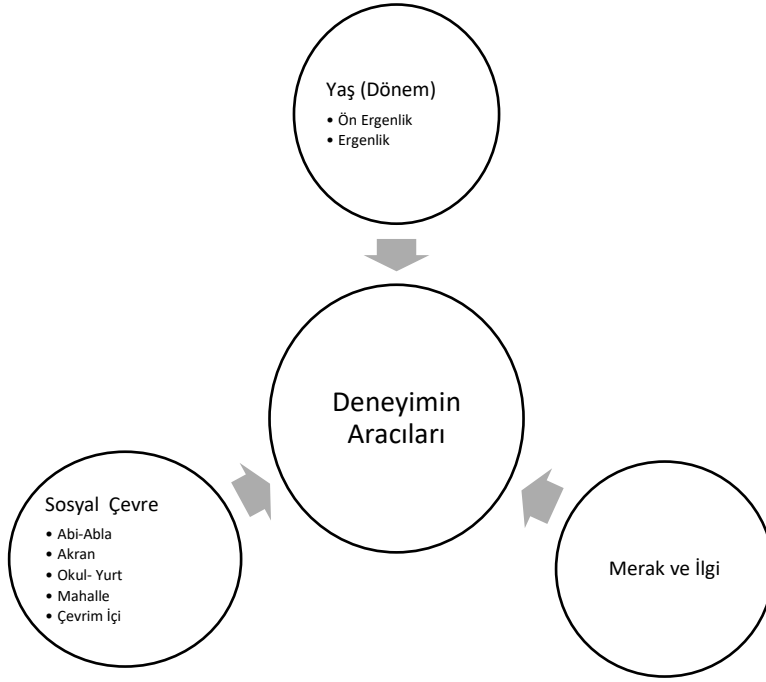 Yaş (Dönem)
• Ön Ergenlik
• Ergenlik
Deneyimin
Aracıları
Sosyal Çevre
• Abi-Abla
• Akran
• Okul- Yurt
• Mahalle
• Çevrim İçi
Merak ve İlgi